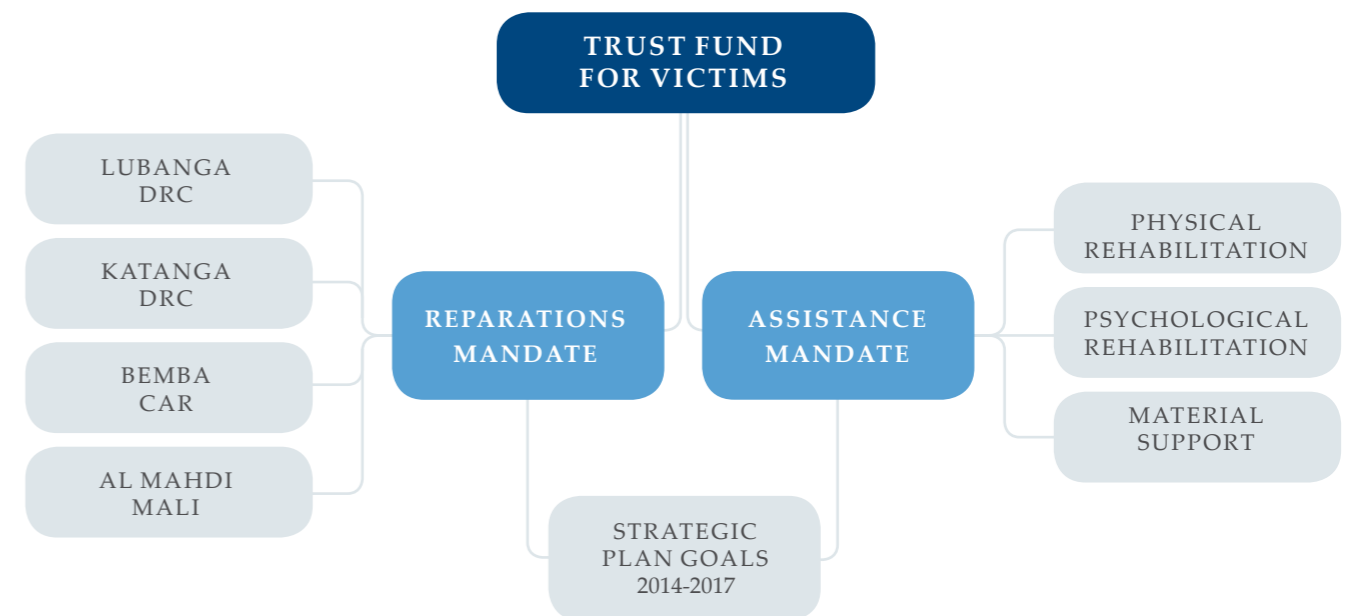 TRUST FUND
FOR VICTIMS
LUBANGA
DRC
KATANGA
DRC
BEMBA
CAR
AL MAHDI
MALI
REPARATIONS
MANDATE
ASSISTANCE
MANDATE
PHYSICAL
REHABILITATION
PSYCHOLOGICAL
REHABILITATION
MATERIAL
SUPPORT
STRATEGIC
PLAN GOALS
2014-2017